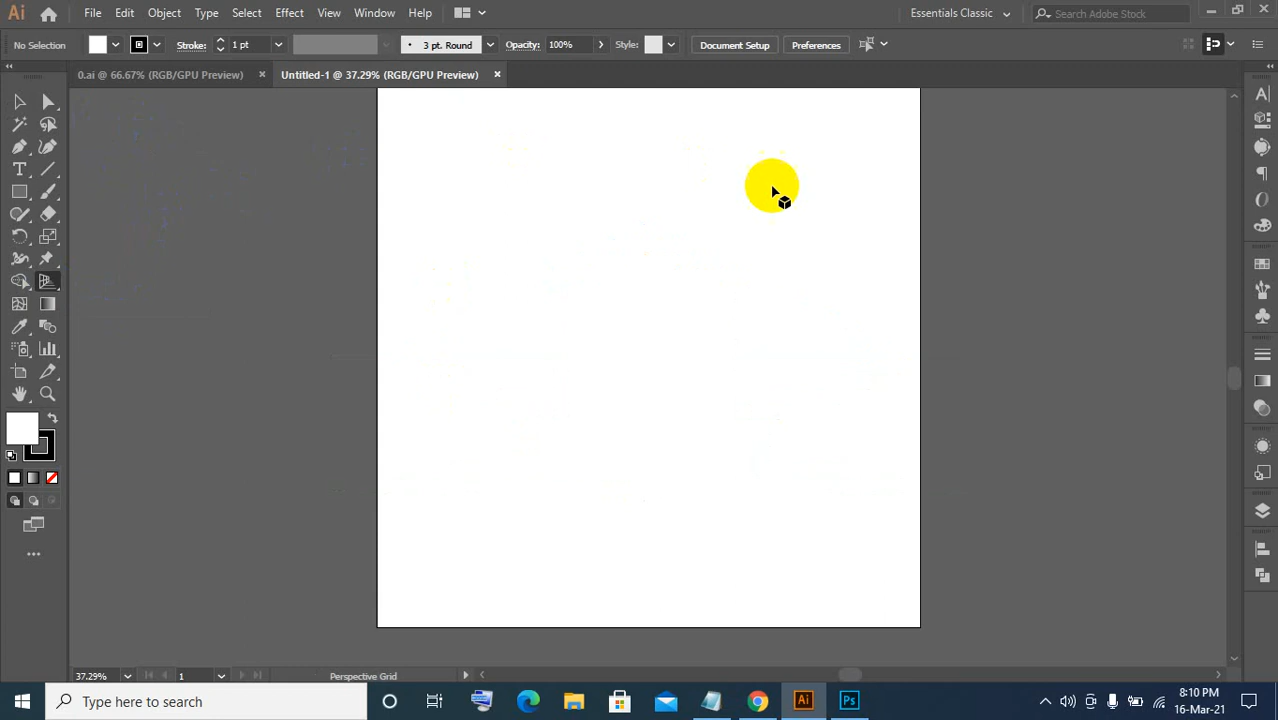 Ai File Edit Object Type Select Effect View Window Help Essentials Classic Search Adobe Stock
No Selection Stroke: 1 pt 3 pt. Round Opacity: 100% Style: Document Setup Preferences
0.ai @ 66.67% (RGB/GPU Preview) Untitled-1 @ 37.29% (RGB/GPU Preview)
37.29% 1 Perspective Grid
Type here to search Ai Ps 8:10 PM
16-Mar-21